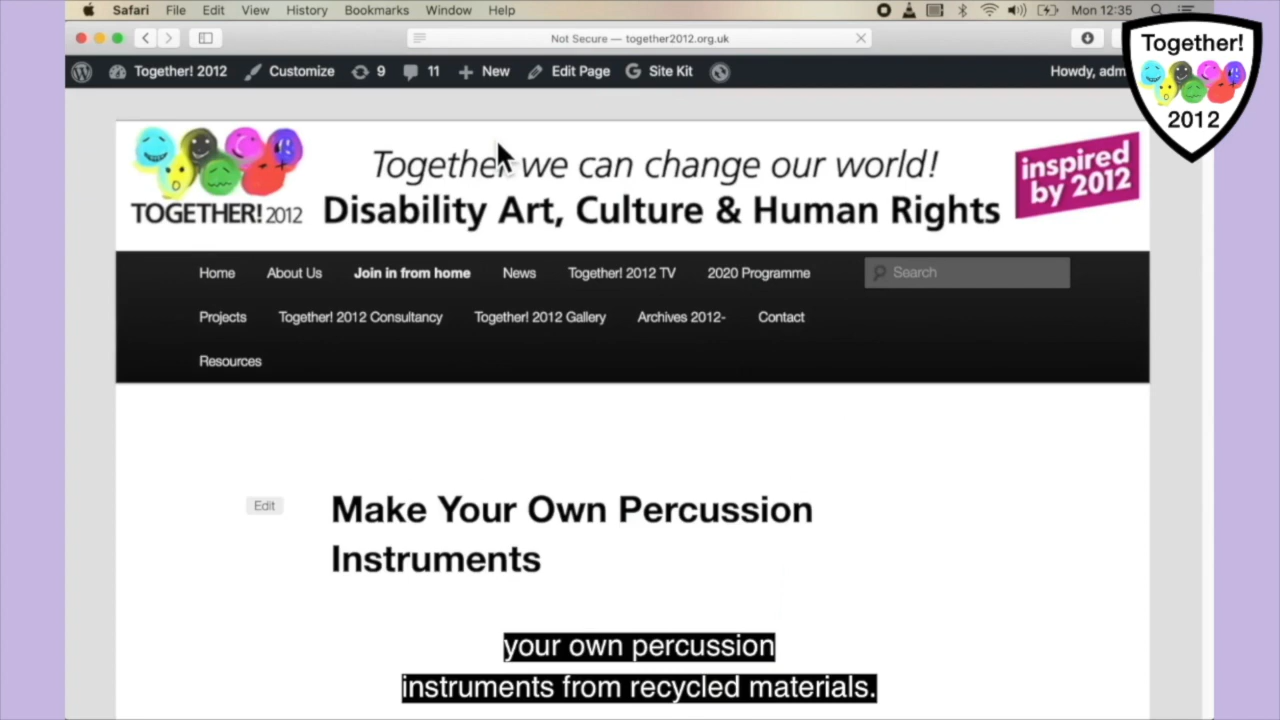 Safari File Edit View History Bookmarks Window Help Mon 12:35
Not Secure — together2012.org.uk
Together! 2012 Customize 9 11 New Edit Page Site Kit Howdy, adm
Together!
2012
Together we can change our world!
TOGETHER! 2012 Disability Art, Culture & Human Rights
inspired
by 2012
Home About Us Join in from home News Together! 2012 TV 2020 Programme Search
Projects Together! 2012 Consultancy Together! 2012 Gallery Archives 2012- Contact
Resources
Edit
Make Your Own Percussion
Instruments
your own percussion
instruments from recycled materials.